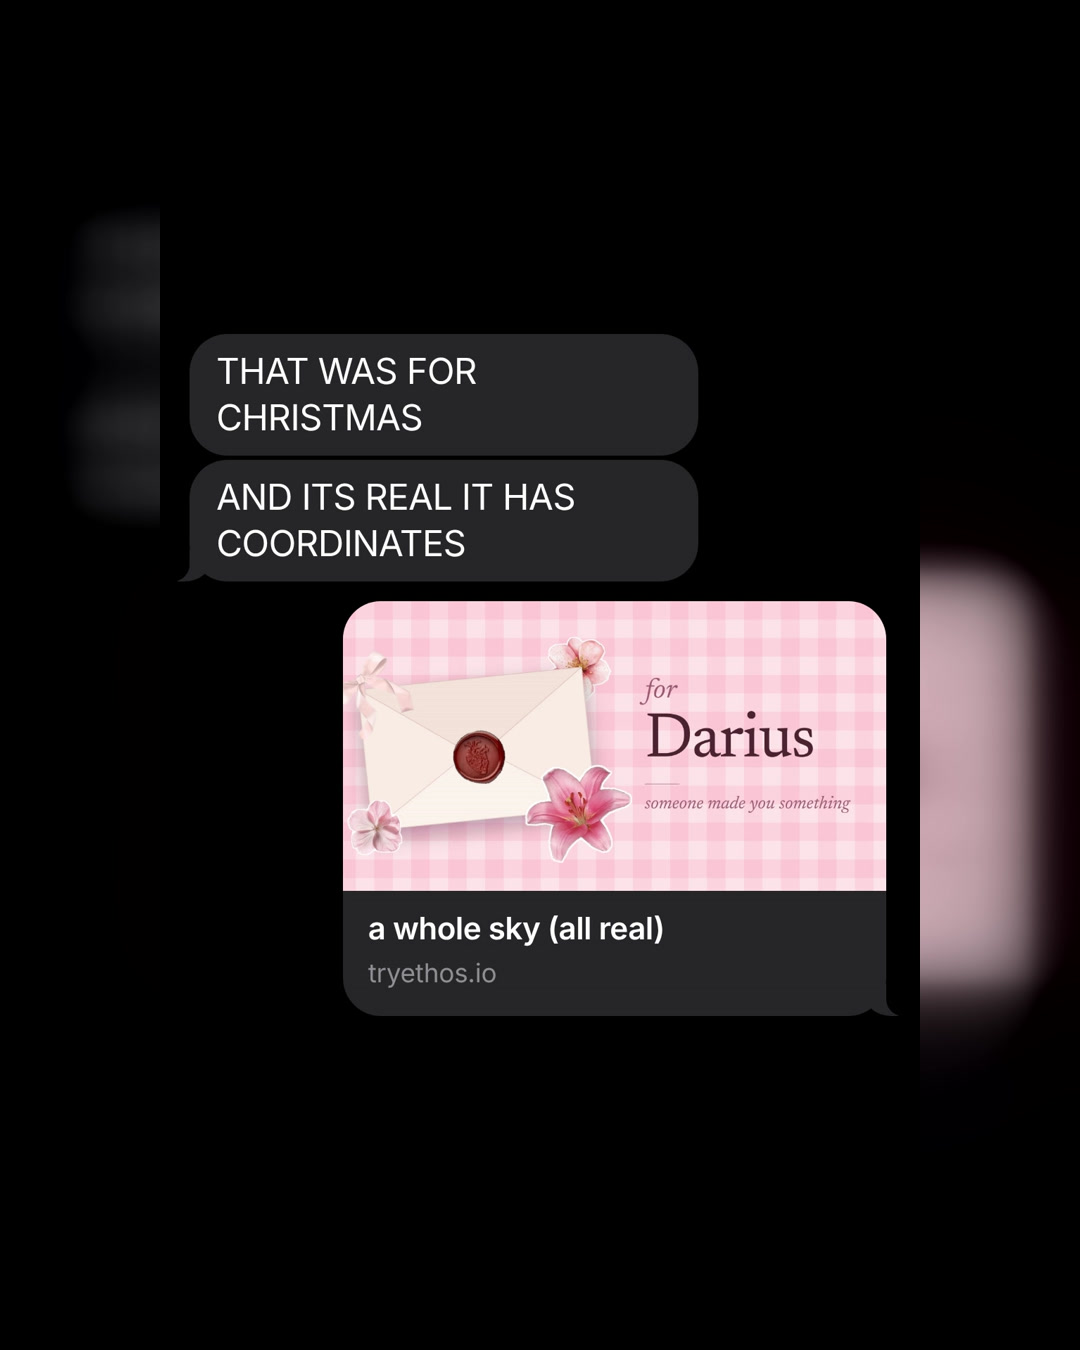 THAT WAS FOR
CHRISTMAS
AND ITS REAL IT HAS
COORDINATES
for
Darius
someone made you something
a whole sky (all real)
tryethos.io